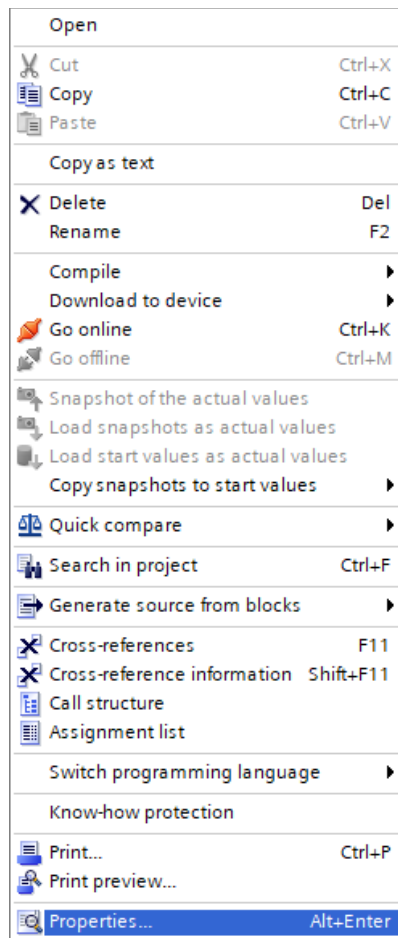 Open
Cut Ctrl+X
Copy Ctrl+C
Paste Ctrl+V
Copy as text
Delete Del
Rename F2
Compile
Download to device
Go online Ctrl+K
Go offline Ctrl+M
Snapshot of the actual values
Load snapshots as actual values
Load start values as actual values
Copy snapshots to start values
Quick compare
Search in project Ctrl+F
Generate source from blocks
Cross-references F11
Cross-reference information Shift+F11
Call structure
Assignment list
Switch programming language
Know-how protection
Print... Ctrl+P
Print preview...
Properties... Alt+Enter